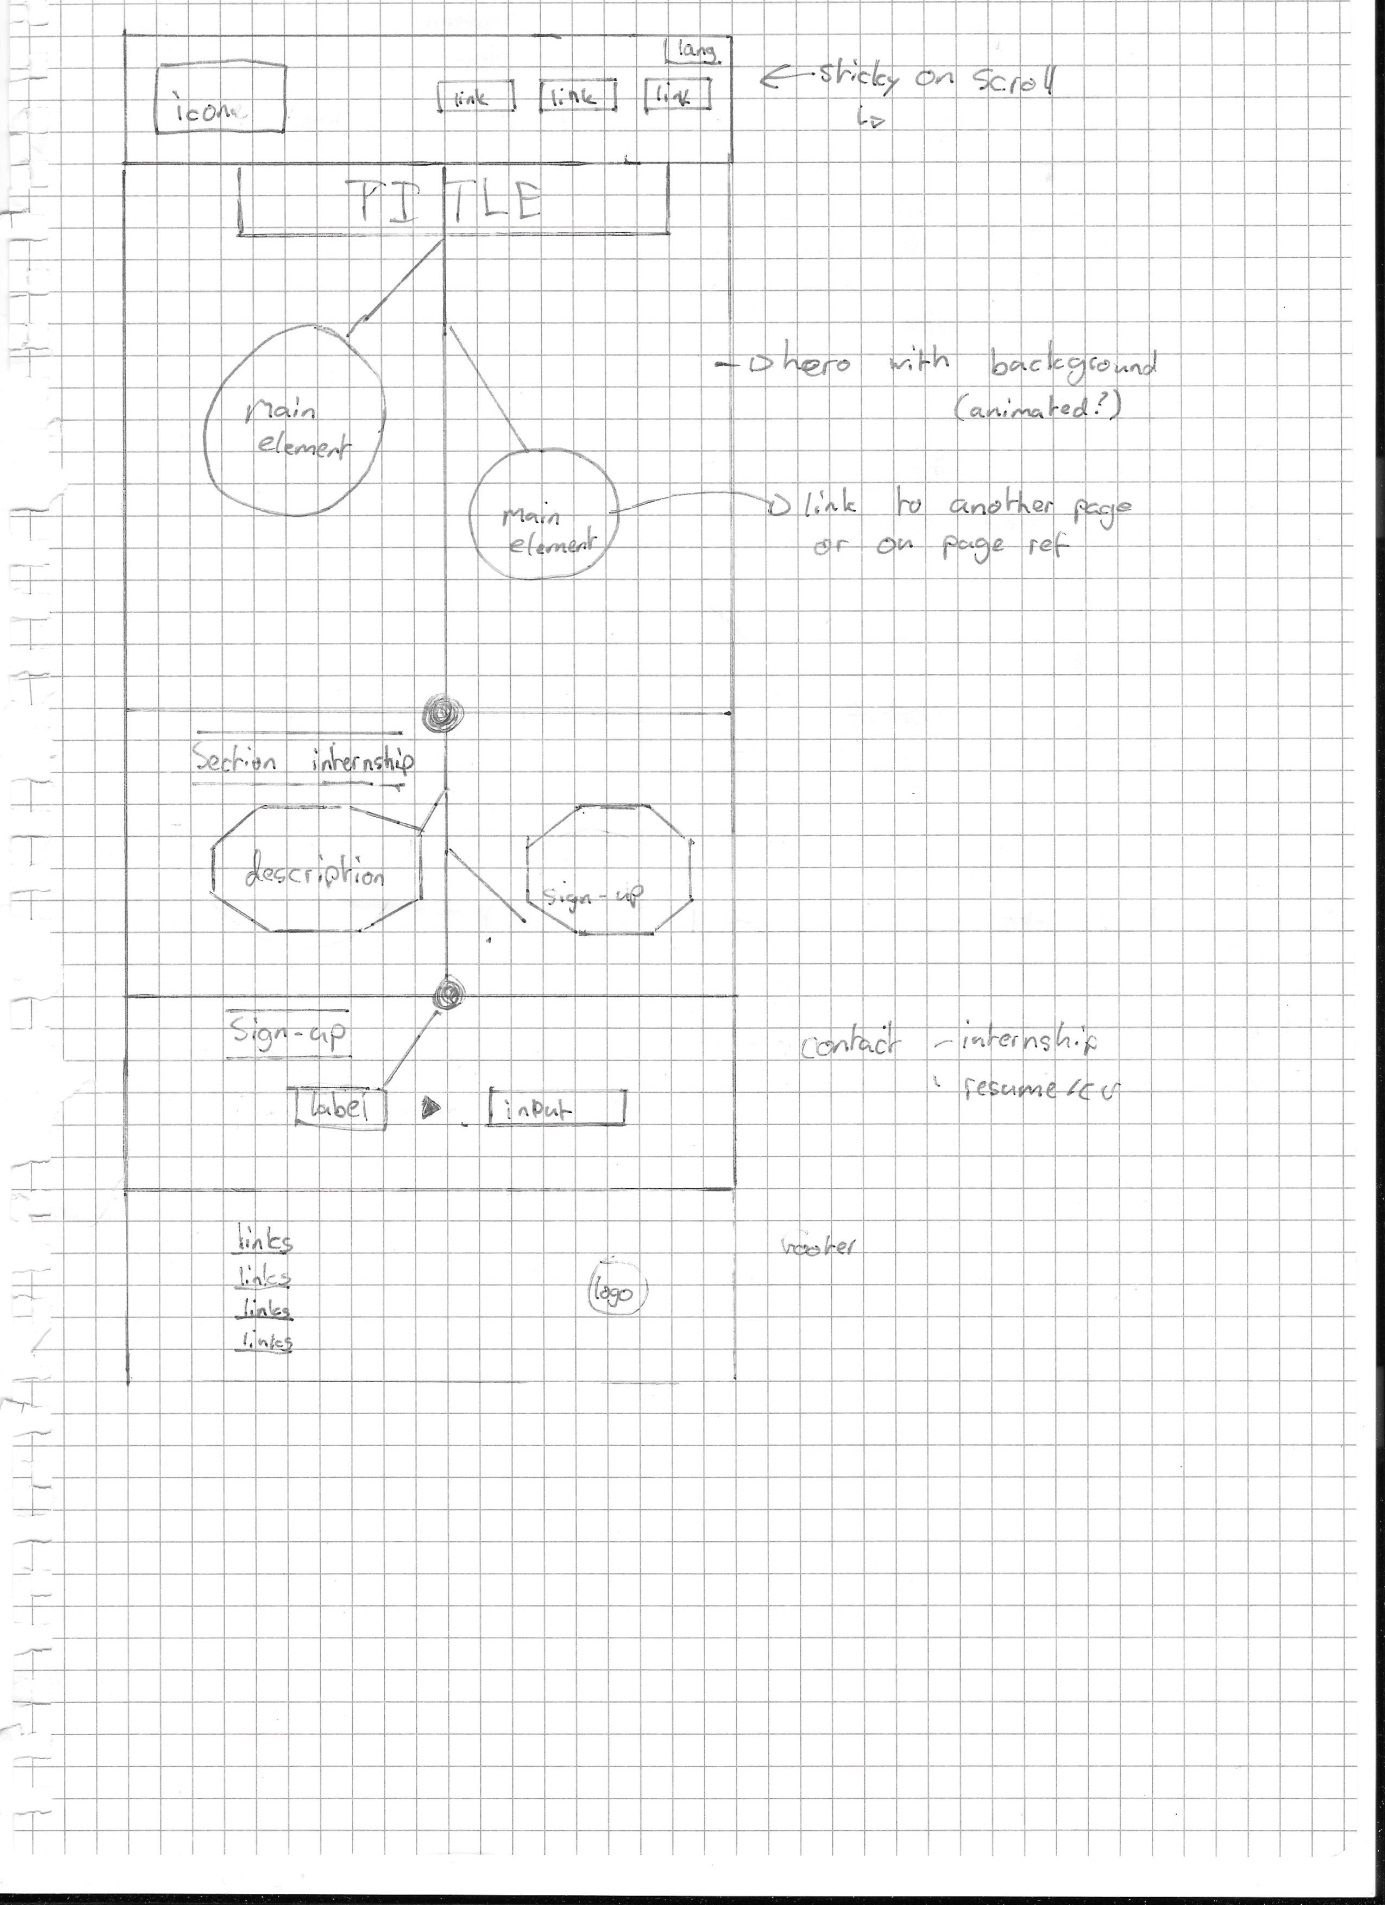 lang
icon
link link link
sticky on scroll
TITLE
hero with background
(animated?)
main
element
main
element
link to another page
or on page ref
Section internship
description
sign-up
Sign-up
contact - internship
resume/cv
label
input
links
links
links
links
logo